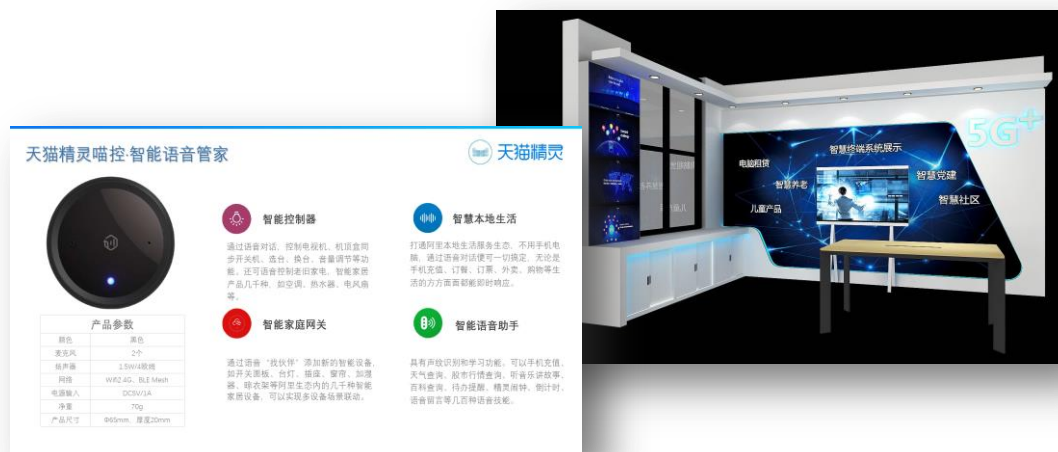 天猫精灵喵控·智能语音管家
天猫精灵
智能控制器
通过语音对话，控制电视机、机顶盒同
步开关机、选台、换台、音量调节等功
能。还可语音控制老旧家电、智能家居
产品几千种，如空调、热水器、电风扇
等。
智慧本地生活
打通阿里本地生活服务生态，不用手机电
脑，通过语音对话便可一切搞定，无论是
手机充值、订餐、订票、外卖、购物等生
活的方方面面都能即时响应。
智能家庭网关
通过语音“找伙伴”添加新的智能设备，
如开关面板、台灯、插座、窗帘、加湿
器、晾衣架等阿里生态内的几千种智能
家居设备，可以实现多设备场景联动。
智能语音助手
具有声纹识别和学习功能，可以手机充值、
天气查询、股市行情查询、听音乐讲故事、
百科查询、待办提醒、精灵闹钟、倒计时、
语音留言等几百种语音技能。
产品参数
颜色 黑色
麦克风 2个
扬声器 1.5W/4欧姆
网络 Wifi2.4G、BLE Mesh
电源输入 DC5V/1A
净重 70g
产品尺寸 Φ65mm、厚度20mm
5G+
智慧终端系统展示
电脑租赁
智慧养老
儿童产品
智慧党建
智慧社区